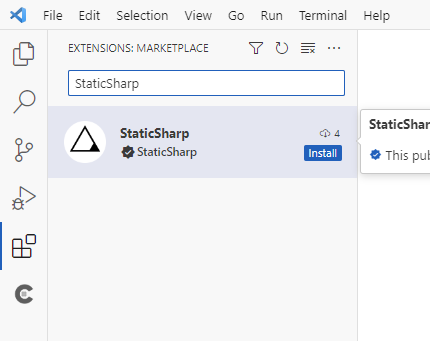 File Edit Selection View Go Run Terminal Help
EXTENSIONS: MARKETPLACE
StaticSharp
StaticSharp 4
StaticSharp Install
StaticShar
This pub